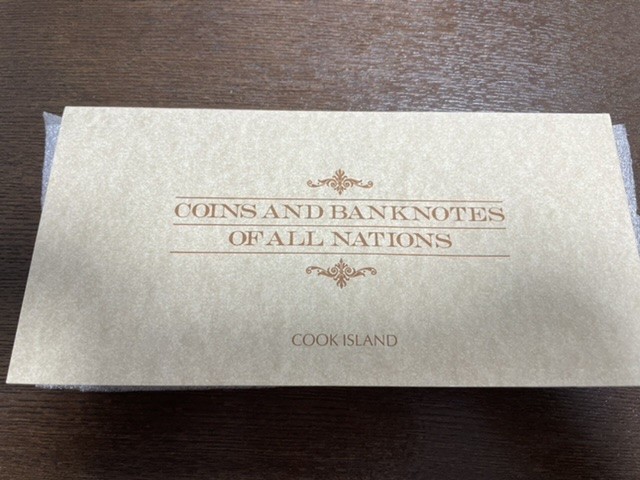 COINS AND BANKNOTES
OF ALL NATIONS
COOK ISLAND